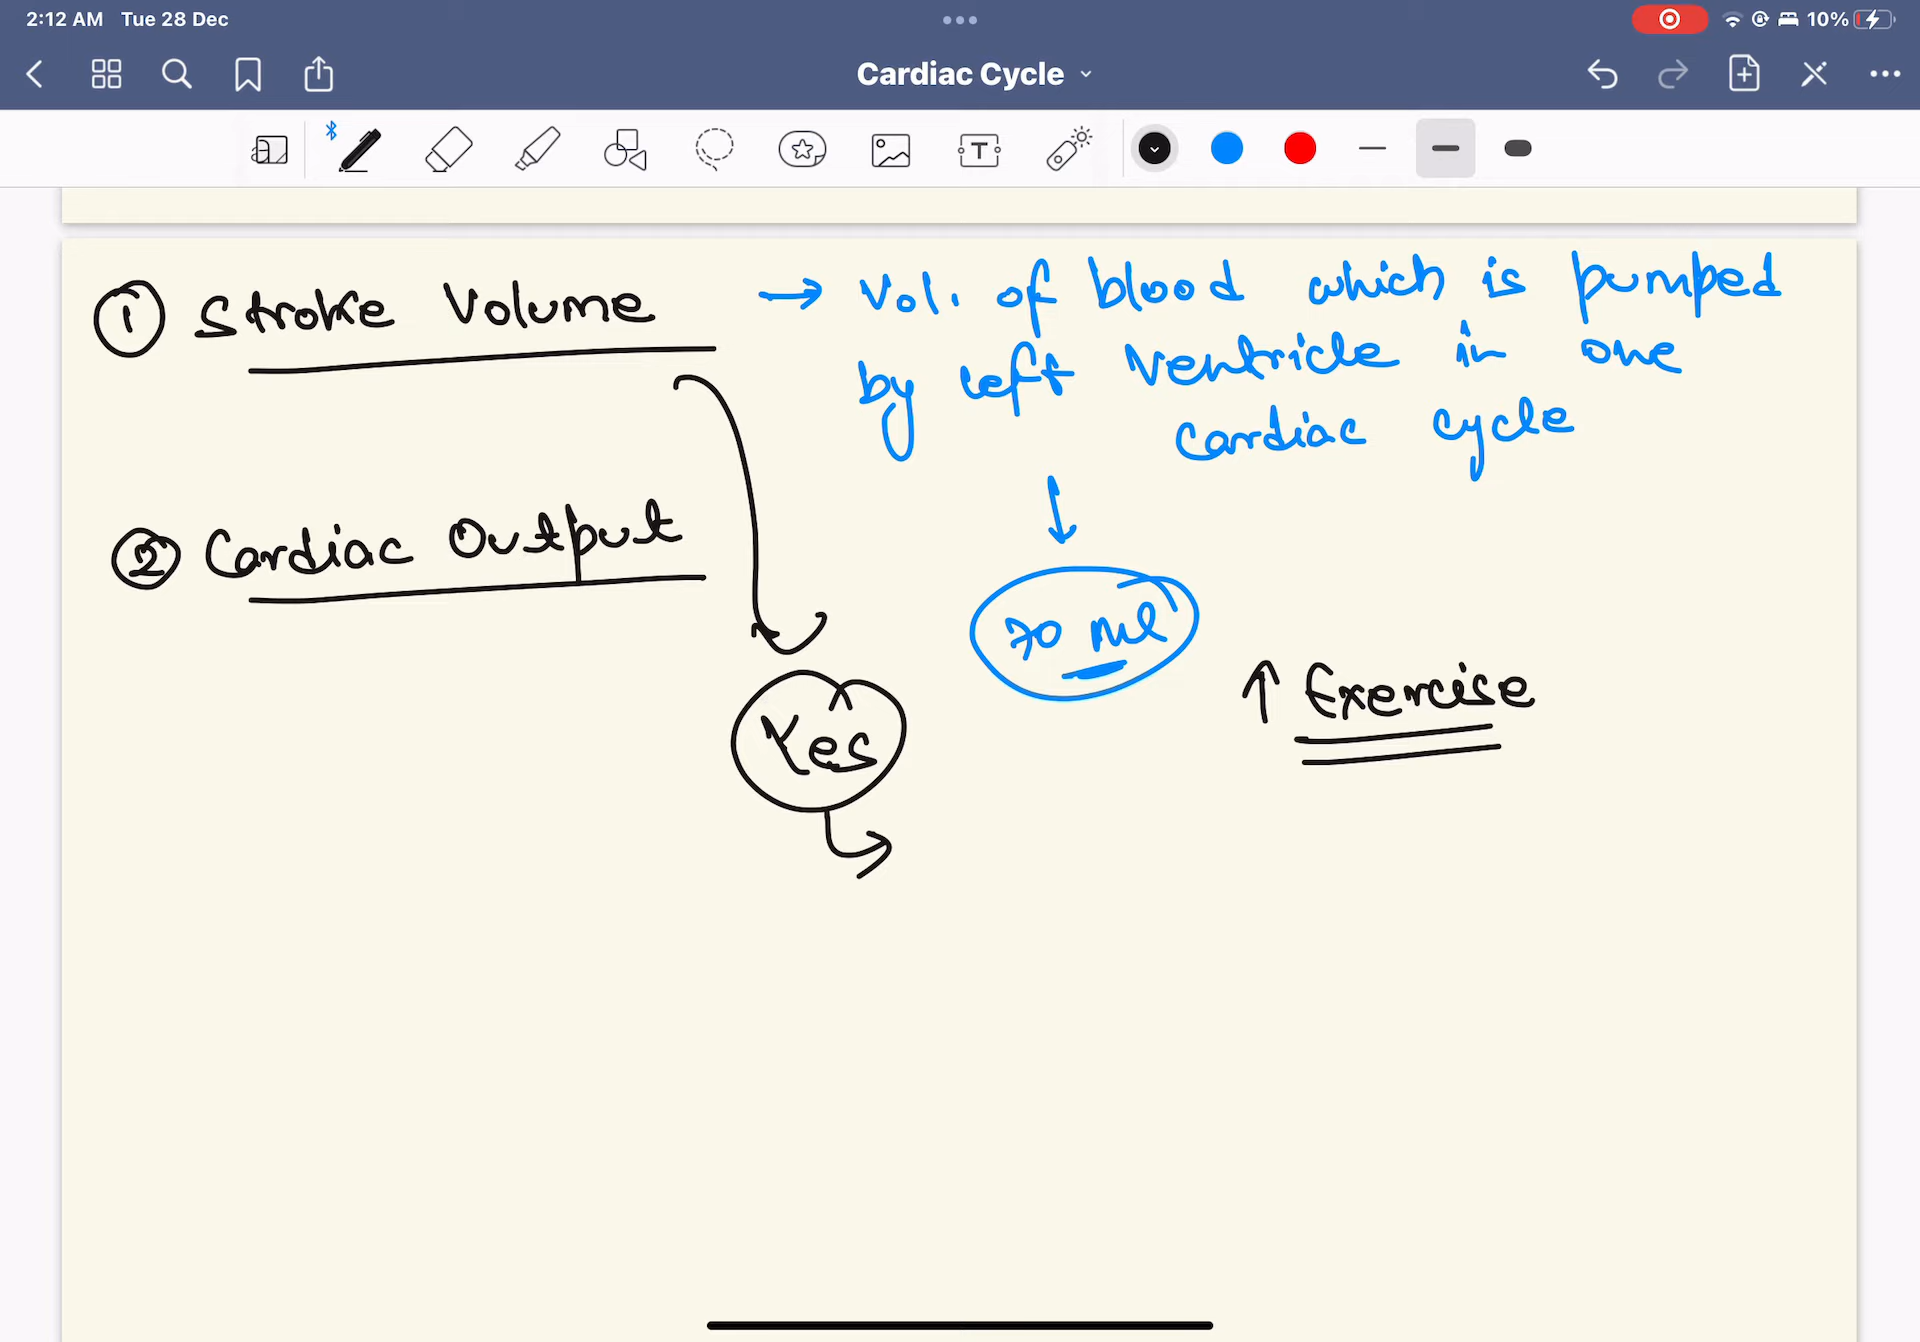 2:12 AM Tue 28 Dec
10%
Cardiac Cycle
① Stroke Volume → Vol. of blood which is pumped
by left ventricle in one
cardiac cycle
② Cardiac Output
70 ml
↑ Exercise
Yes